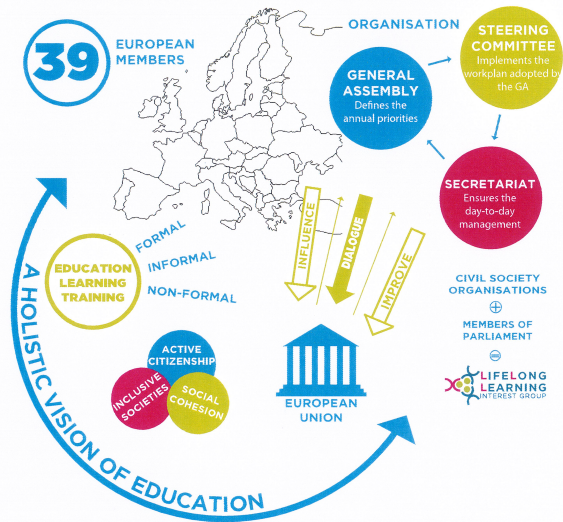 39
EUROPEAN
MEMBERS
ORGANISATION
GENERAL
ASSEMBLY
Defines the
annual priorities
STEERING
COMMITTEE
Implements the
workplan adopted by
the GA
SECRETARIAT
Ensures the
day-to-day
management
EDUCATION
LEARNING
TRAINING
FORMAL
INFORMAL
NON-FORMAL
INFLUENCE
DIALOGUE
IMPROVE
ACTIVE
CITIZENSHIP
INCLUSIVE
SOCIETIES
SOCIAL
COHESION
EUROPEAN
UNION
CIVIL SOCIETY
ORGANISATIONS
+
MEMBERS OF
PARLIAMENT
=
LIFELONG
LEARNING
INTEREST GROUP
A HOLISTIC VISION OF EDUCATION